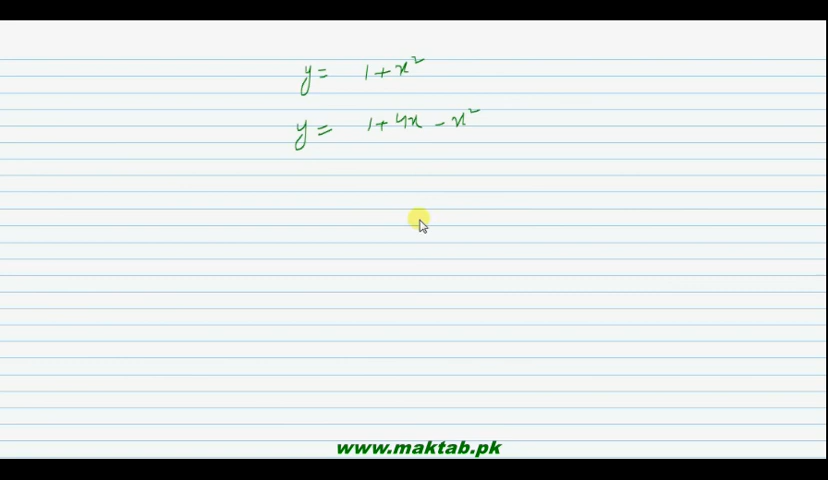 y = 1 + x²
y = 1 + 4x - x²
www.maktab.pk